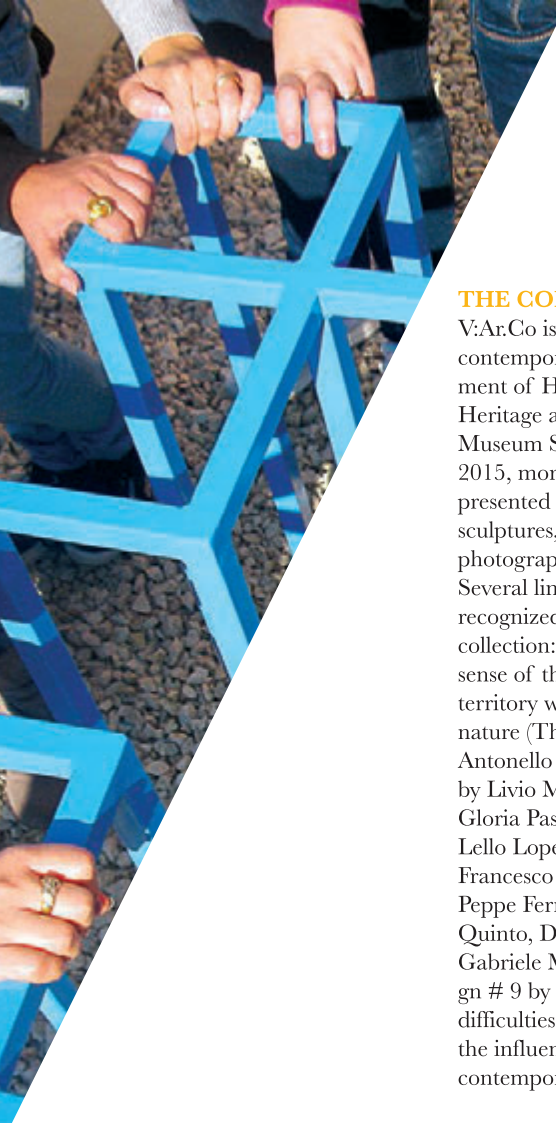 THE CO
V:Ar.Co is
contempo
ment of H
Heritage a
Museum S
2015, mor
presented
sculptures,
photograp
Several lin
recognized
collection:
sense of th
territory w
nature (Th
Antonello
by Livio M
Gloria Pas
Lello Lope
Francesco
Peppe Fer
Quinto, D
Gabriele M
gn # 9 by
difficulties
the influen
contempo